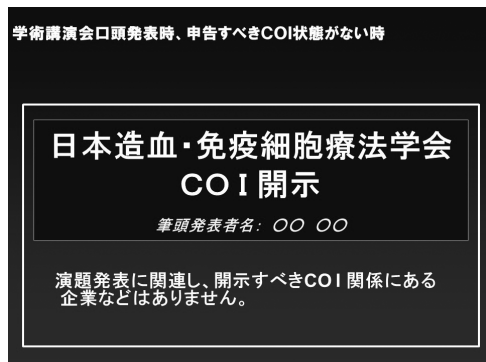 学術講演会口頭発表時、申告すべきCOI状態がない時
日本造血・免疫細胞療法学会
COI開示
筆頭発表者名: 〇〇 〇〇
演題発表に関連し、開示すべきCOI関係にある
企業などはありません。